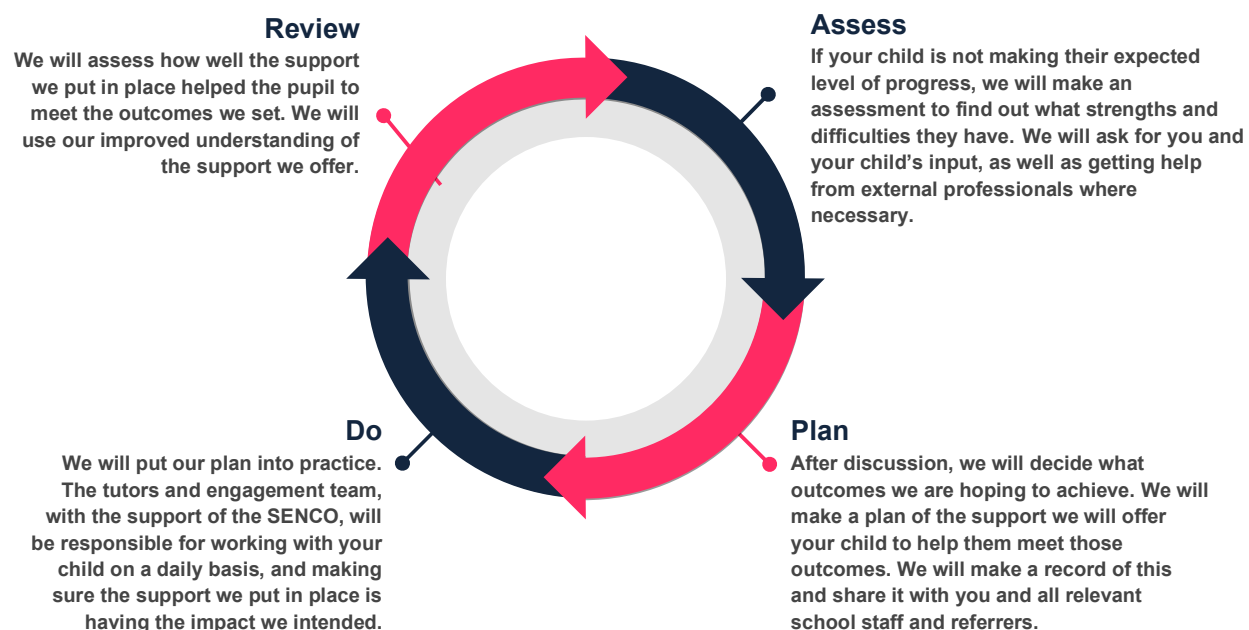 Review
We will assess how well the support
we put in place helped the pupil to
meet the outcomes we set. We will
use our improved understanding of
the support we offer.
Assess
If your child is not making their expected
level of progress, we will make an
assessment to find out what strengths and
difficulties they have. We will ask for you and
your child’s input, as well as getting help
from external professionals where
necessary.
Do
We will put our plan into practice.
The tutors and engagement team,
with the support of the SENCO, will
be responsible for working with your
child on a daily basis, and making
sure the support we put in place is
having the impact we intended.
Plan
After discussion, we will decide what
outcomes we are hoping to achieve. We will
make a plan of the support we will offer
your child to help them meet those
outcomes. We will make a record of this
and share it with you and all relevant
school staff and referrers.